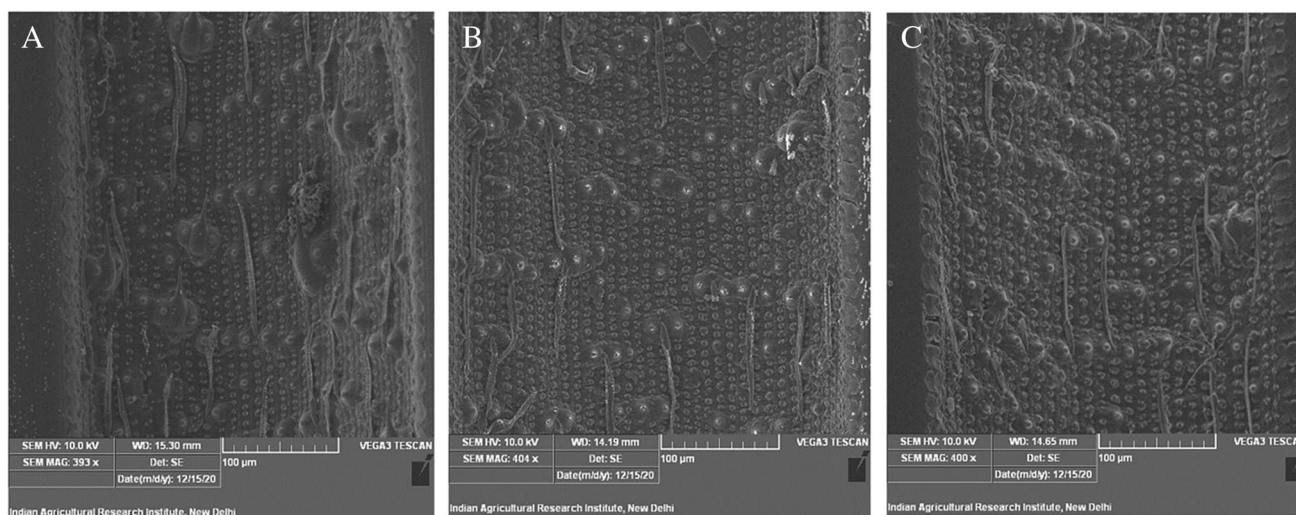 A
SEM HV: 10.0 kV WD: 15.30 mm VEGA3 TESCAN
SEM MAG: 393 x Det: SE 100 µm
Date(m/d/y): 12/15/20
Indian Agricultural Research Institute, New Delhi
B
SEM HV: 10.0 kV WD: 14.19 mm VEGA3 TESCAN
SEM MAG: 404 x Det: SE 100 µm
Date(m/d/y): 12/15/20
Indian Agricultural Research Institute, New Delhi
C
SEM HV: 10.0 kV WD: 14.65 mm VEGA3 TESCAN
SEM MAG: 400 x Det: SE 100 µm
Date(m/d/y): 12/15/20
Indian Agricultural Research Institute, New Delhi